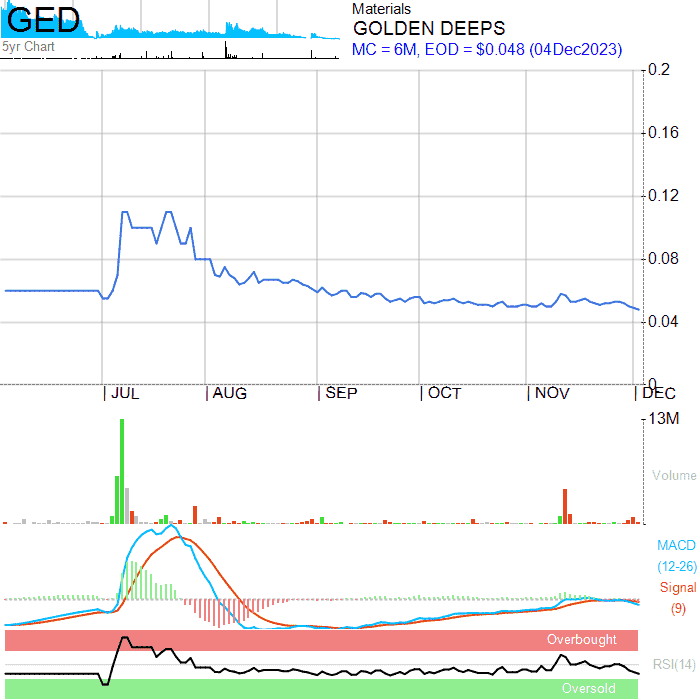 GED
5yr Chart
Materials
GOLDEN DEEPS
MC = 6M, EOD = $0.048 (04Dec2023)
0.2
0.16
0.12
0.08
0.04
0
JUL AUG SEP OCT NOV DEC
13M
Volume
MACD
(12-26)
Signal
(9)
Overbought
RSI(14)
Oversold